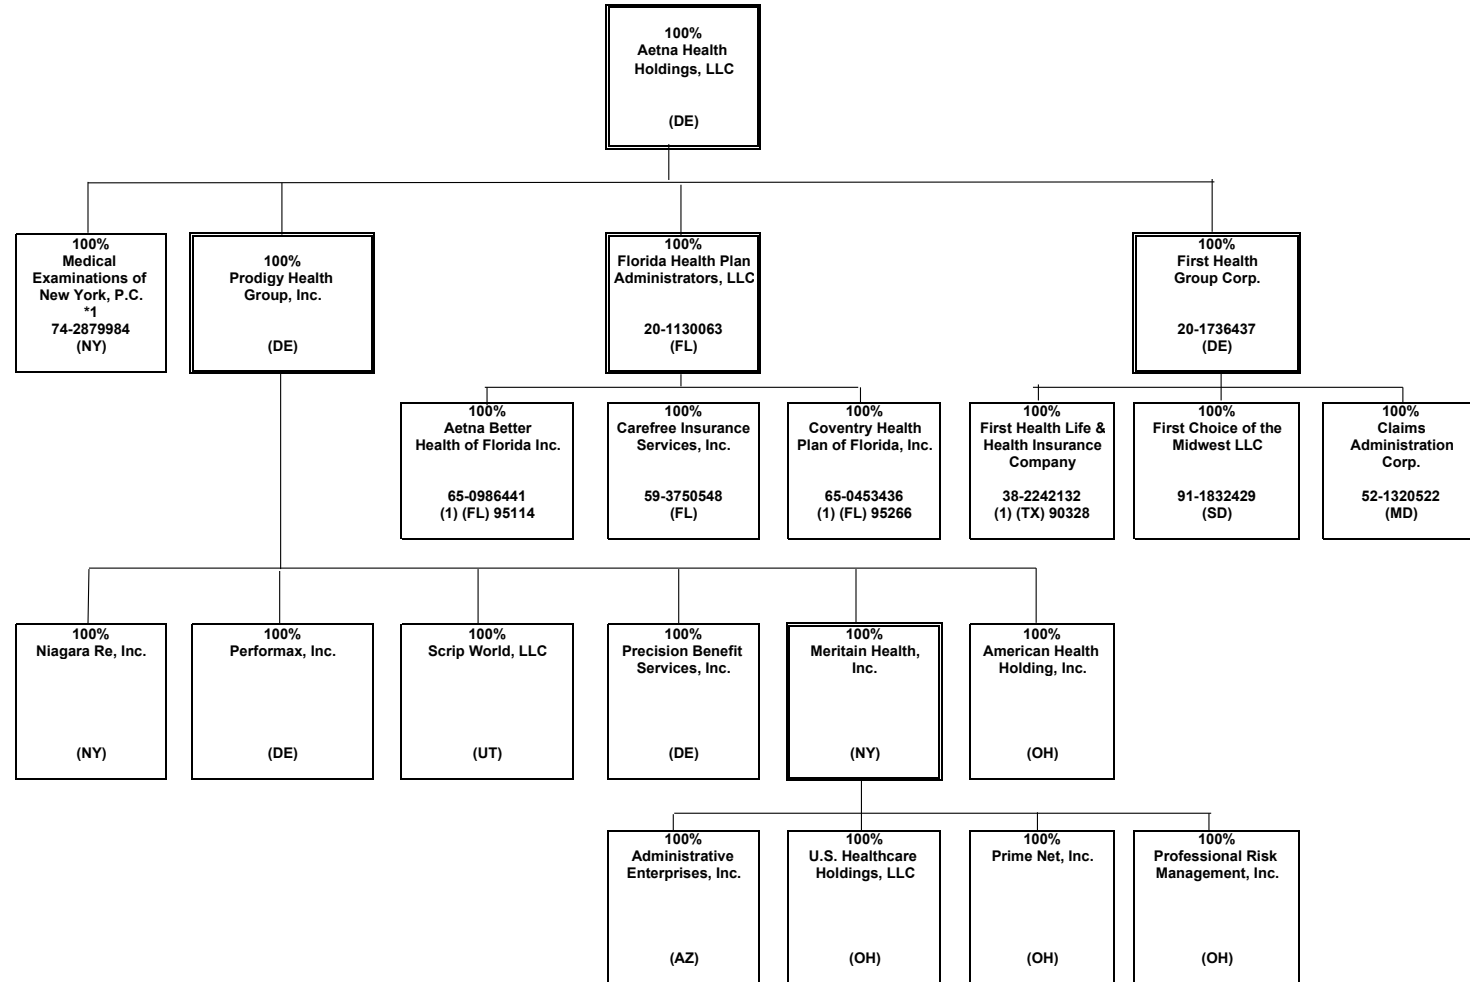 100%
Aetna Health
Holdings, LLC
(DE)
100%
Medical
Examinations of
New York, P.C.
*1
74-2879984
(NY)
100%
Prodigy Health
Group, Inc.
(DE)
100%
Florida Health Plan
Administrators, LLC
20-1130063
(FL)
100%
First Health
Group Corp.
20-1736437
(DE)
100%
Aetna Better
Health of Florida Inc.
65-0986441
(1) (FL) 95114
100%
Carefree Insurance
Services, Inc.
59-3750548
(FL)
100%
Coventry Health
Plan of Florida, Inc.
65-0453436
(1) (FL) 95266
100%
First Health Life &
Health Insurance
Company
38-2242132
(1) (TX) 90328
100%
First Choice of the
Midwest LLC
91-1832429
(SD)
100%
Claims
Administration
Corp.
52-1320522
(MD)
100%
Niagara Re, Inc.
(NY)
100%
Performax, Inc.
(DE)
100%
Scrip World, LLC
(UT)
100%
Precision Benefit
Services, Inc.
(DE)
100%
Meritain Health,
Inc.
(NY)
100%
American Health
Holding, Inc.
(OH)
100%
Administrative
Enterprises, Inc.
(AZ)
100%
U.S. Healthcare
Holdings, LLC
(OH)
100%
Prime Net, Inc.
(OH)
100%
Professional Risk
Management, Inc.
(OH)